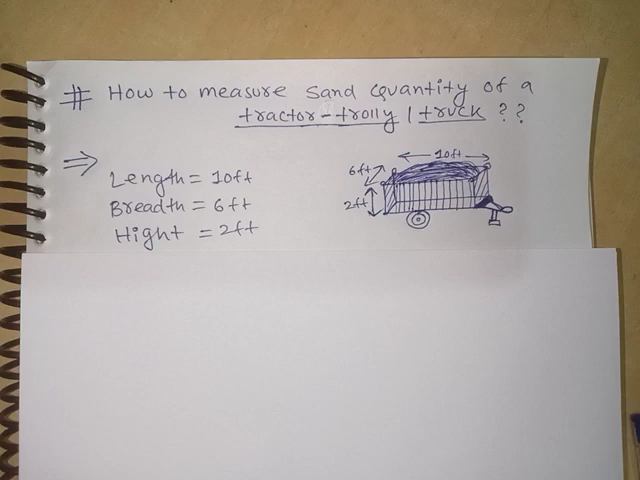 # How to measure Sand Quantity of a
tractor-trolly / truck ??
⇒
Length = 10ft
Breadth = 6ft
Hight = 2ft
10ft
6ft
2ft